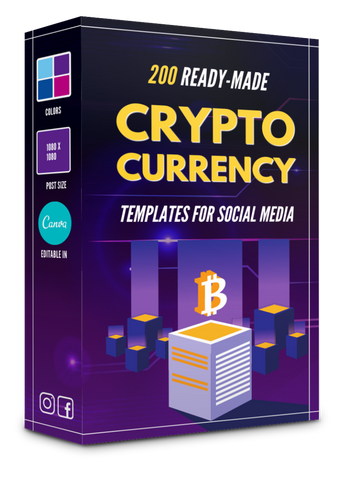 200 READY-MADE
CRYPTO
CURRENCY
TEMPLATES FOR SOCIAL MEDIA
COLORS
1080 X
1080
POST SIZE
Canva
EDITABLE IN